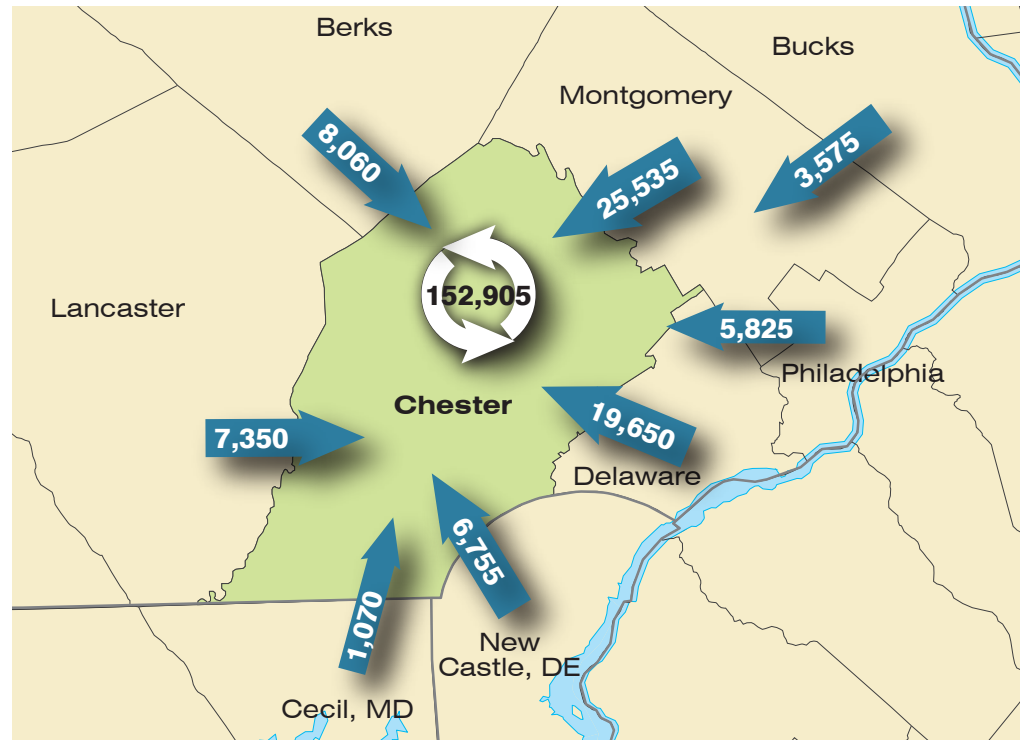 Berks
Bucks
Montgomery
8,060
25,535
3,575
152,905
Lancaster
5,825
Philadelphia
Chester
19,650
7,350
Delaware
6,755
1,070
New
Castle, DE
Cecil, MD